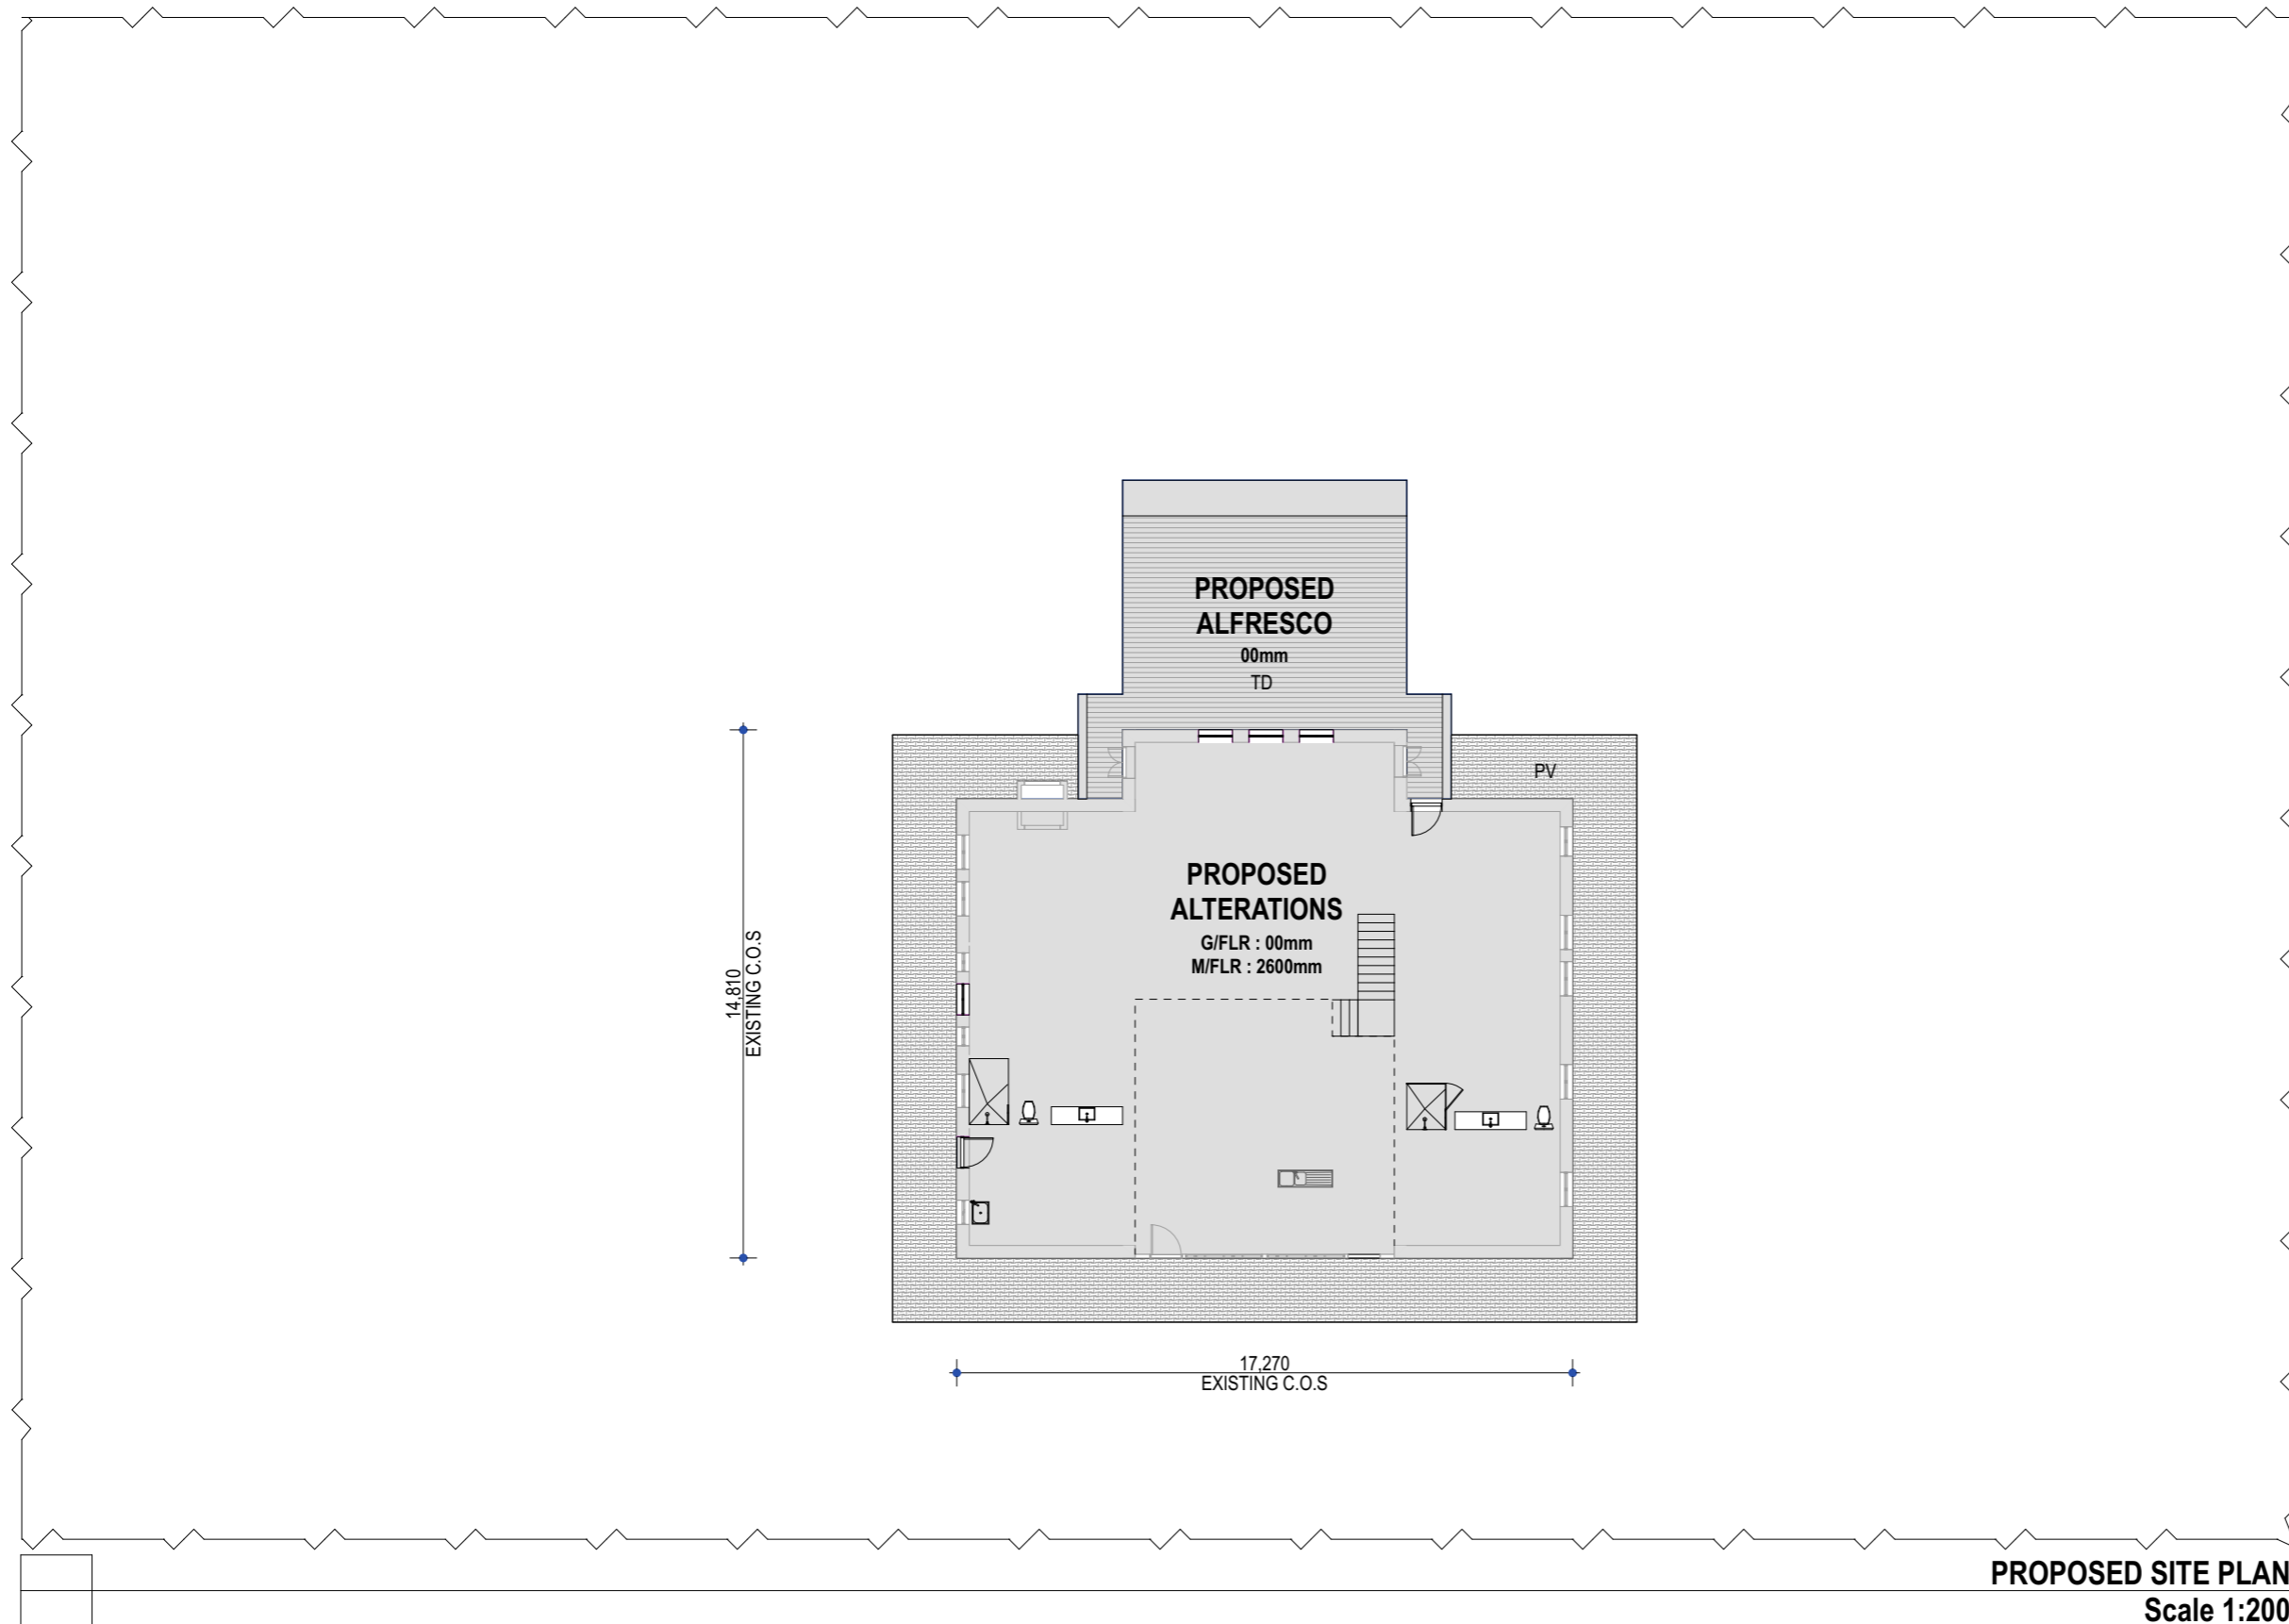 PROPOSED
ALFRESCO
00mm
TD
PV
PROPOSED
ALTERATIONS
G/FLR : 00mm
M/FLR : 2600mm
14,810
EXISTING C.O.S
17,270
EXISTING C.O.S
PROPOSED SITE PLAN
Scale 1:200